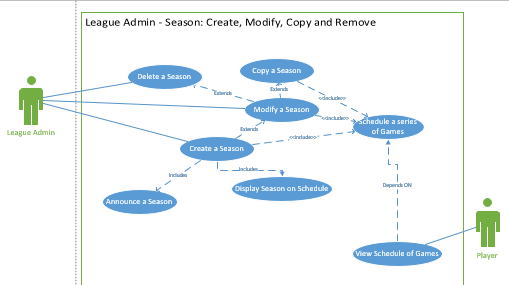 League Admin - Season: Create, Modify, Copy and Remove
Delete a Season
Copy a Season
Extends
Extends
<<Include>>
Modify a Season
<<Include>>
Schedule a series
of Games
League Admin
Extends
<<Include>>
Create a Season
Includes
Includes
Display Season on Schedule
Depends ON
Announce a Season
View Schedule of Games
Player